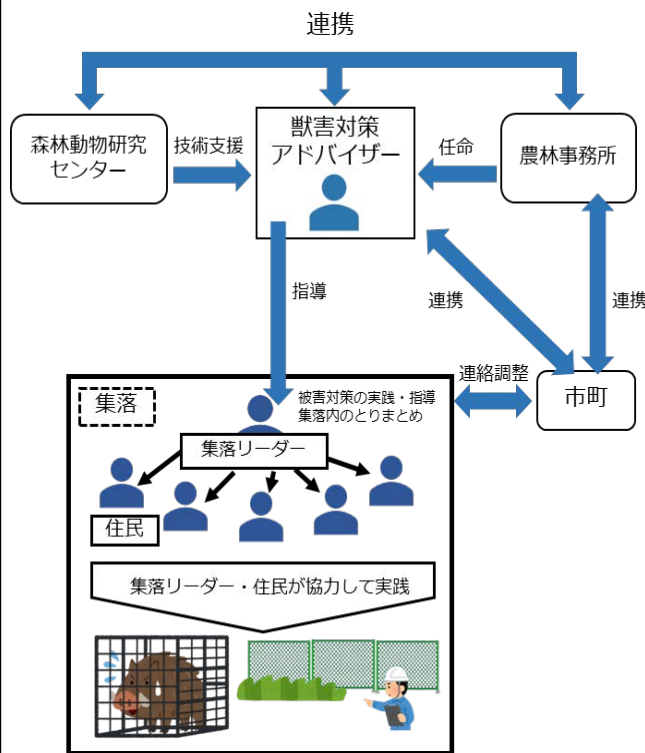 連携
森林動物研究
センター
技術支援
獣害対策
アドバイザー
任命
農林事務所
指導
連携
連携
連絡調整
市町
集落
被害対策の実践・指導
集落内のとりまとめ
集落リーダー
住民
集落リーダー・住民が協力して実践